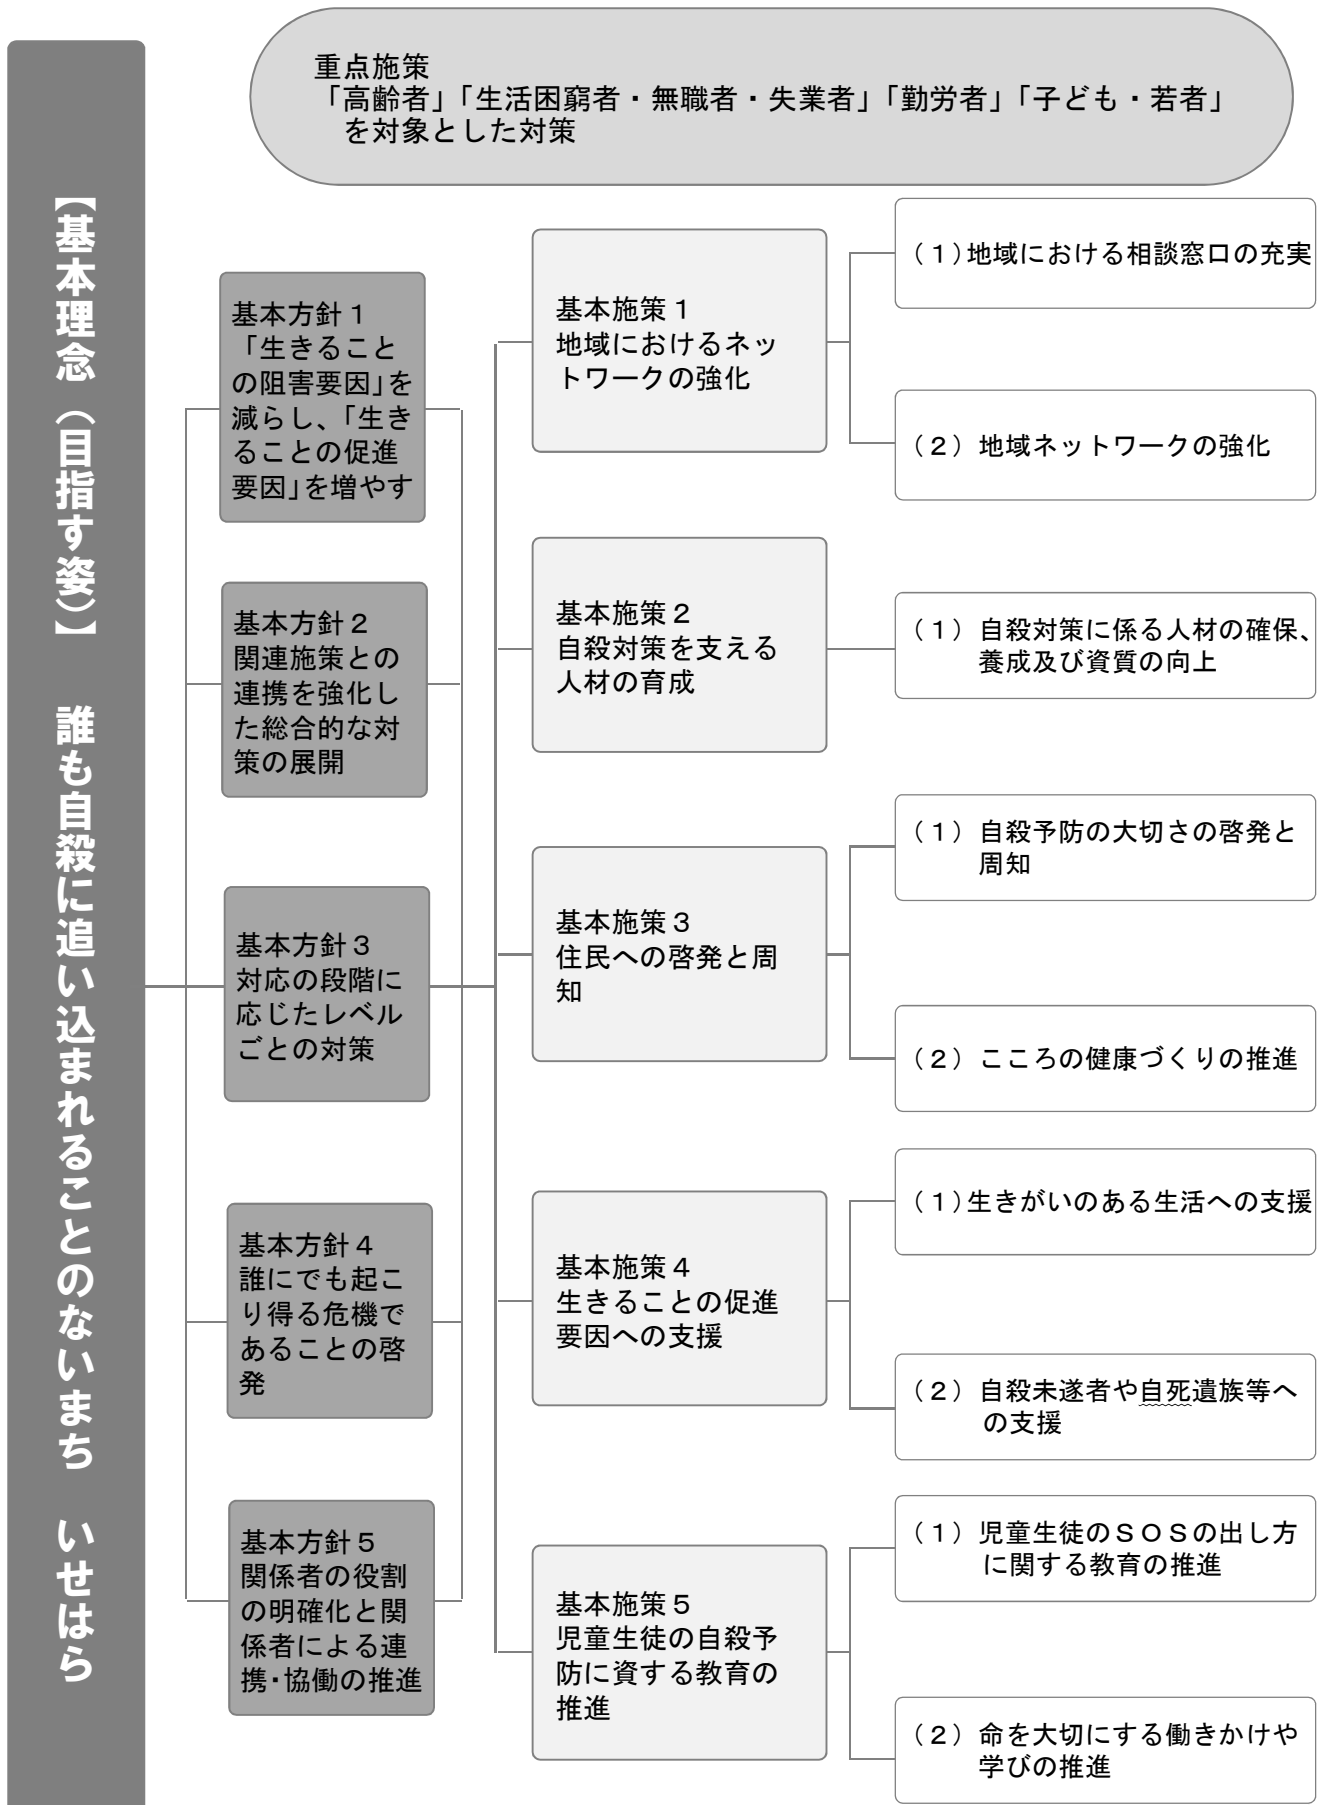 重点施策
「高齢者」「生活困窮者・無職者・失業者」「勤労者」「子ども・若者」
を対象とした対策
【基本理念（目指す姿）】　誰も自殺に追い込まれることのないまち　いせはら
基本方針１
「生きること
の阻害要因」を
減らし、「生き
ることの促進
要因」を増やす
基本方針２
関連施策との
連携を強化し
た総合的な対
策の展開
基本方針３
対応の段階に
応じたレベル
ごとの対策
基本方針４
誰にでも起こ
り得る危機で
あることの啓
発
基本方針５
関係者の役割
の明確化と関
係者による連
携・協働の推進
基本施策１
地域におけるネッ
トワークの強化
（１）地域における相談窓口の充実
（２）地域ネットワークの強化
基本施策２
自殺対策を支える
人材の育成
（１）自殺対策に係る人材の確保、
養成及び資質の向上
基本施策３
住民への啓発と周
知
（１）自殺予防の大切さの啓発と
周知
（２）こころの健康づくりの推進
基本施策４
生きることの促進
要因への支援
（１）生きがいのある生活への支援
（２）自殺未遂者や自死遺族等へ
の支援
基本施策５
児童生徒の自殺予
防に資する教育の
推進
（１）児童生徒のＳＯＳの出し方
に関する教育の推進
（２）命を大切にする働きかけや
学びの推進